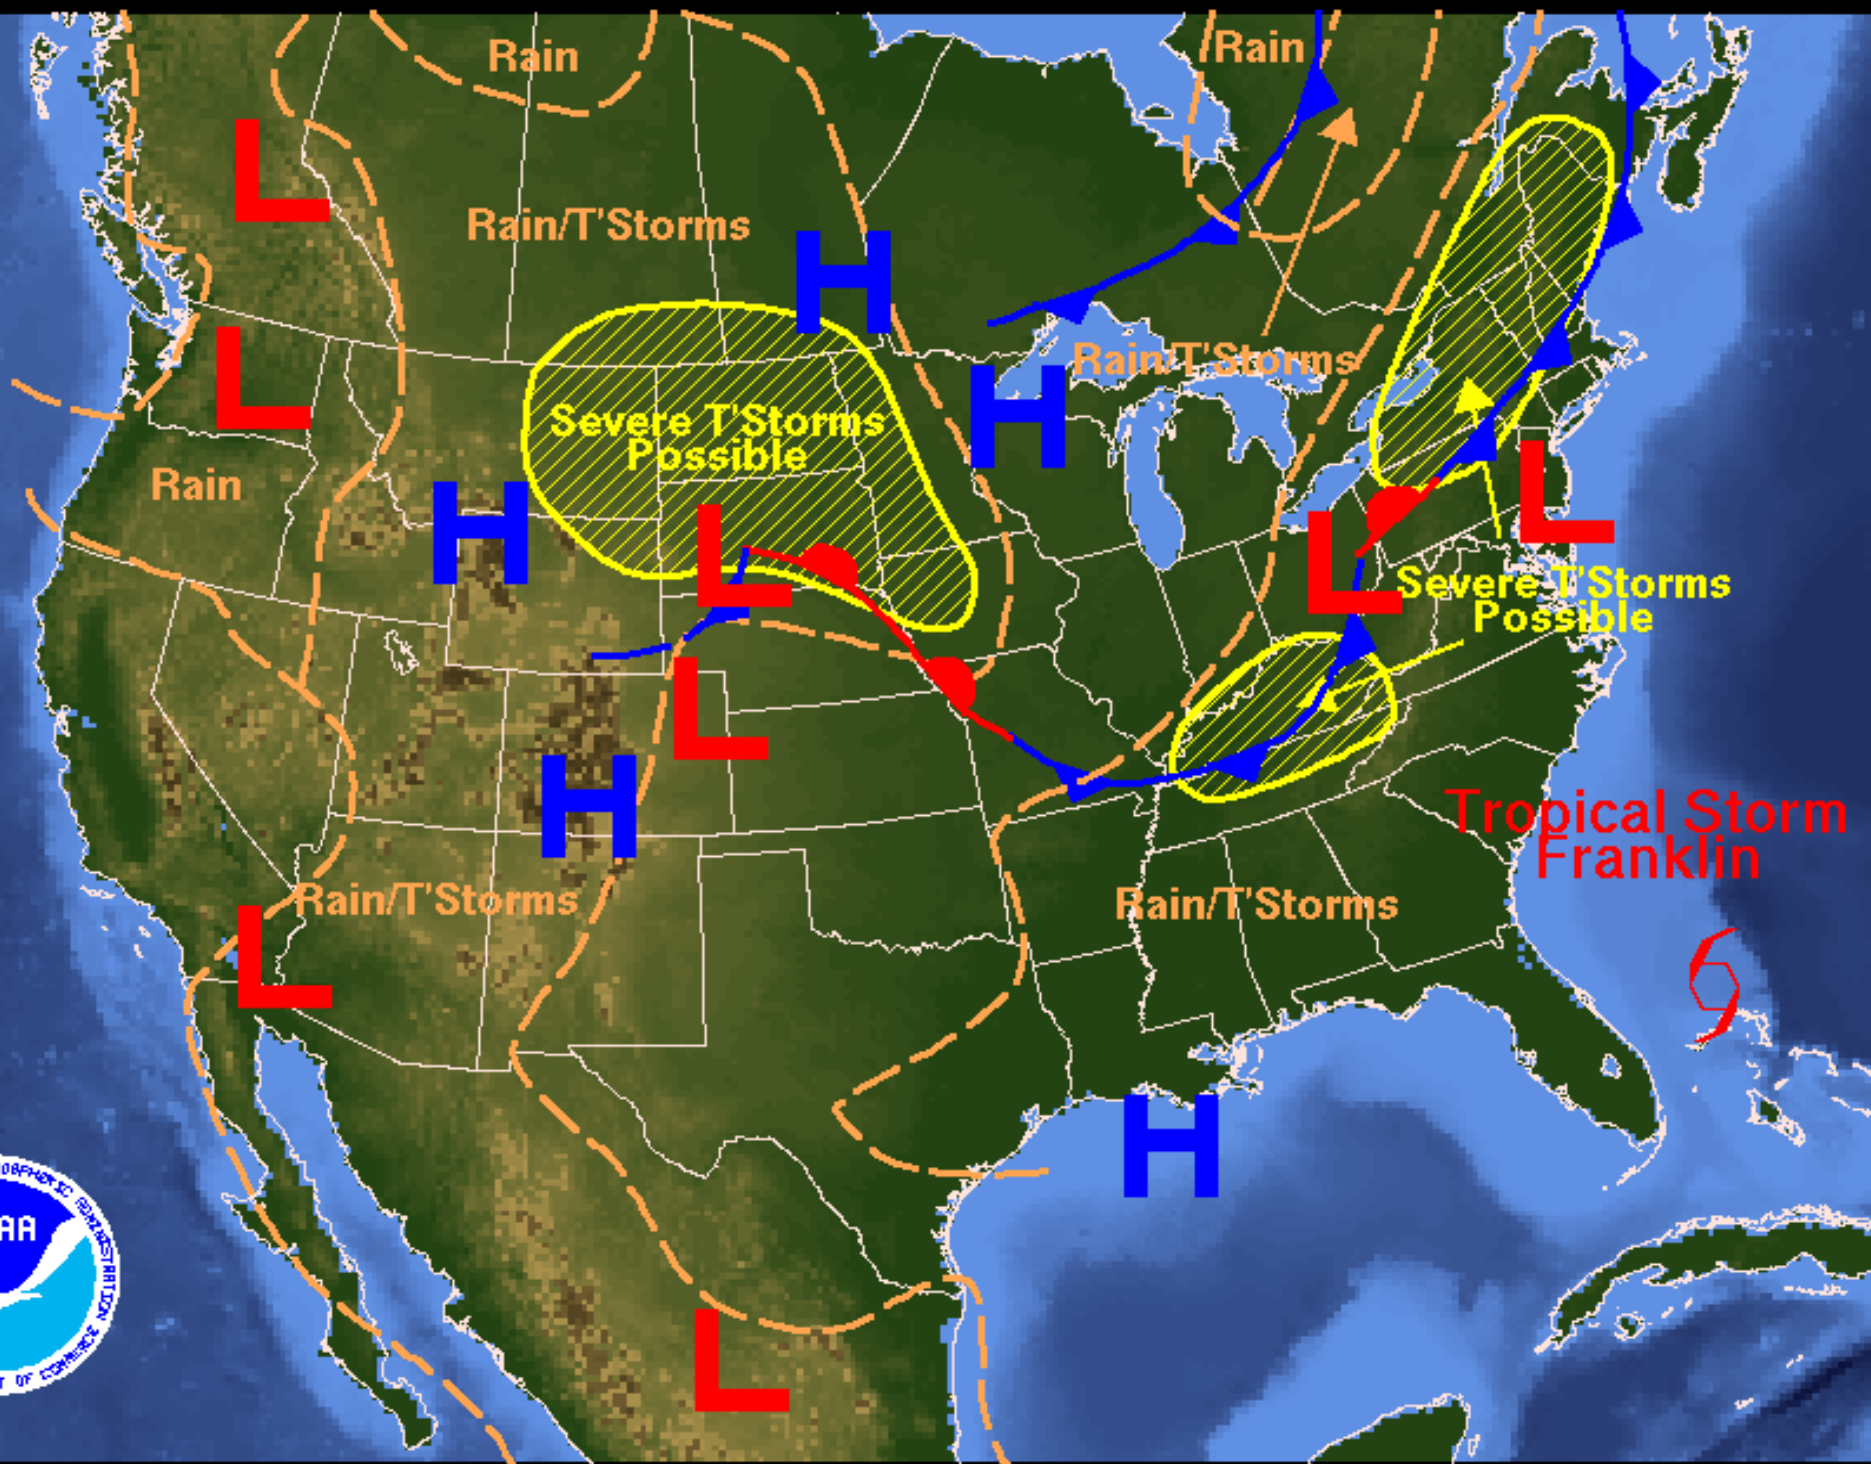 Rain
Rain
L
Rain/T'Storms
H
Rain/T'Storms
L
H
Severe T'Storms
Possible
Rain
H
L
L
L
Severe T'Storms
Possible
L
H
Tropical Storm
Franklin
Rain/T'Storms
Rain/T'Storms
L
H
AA
L